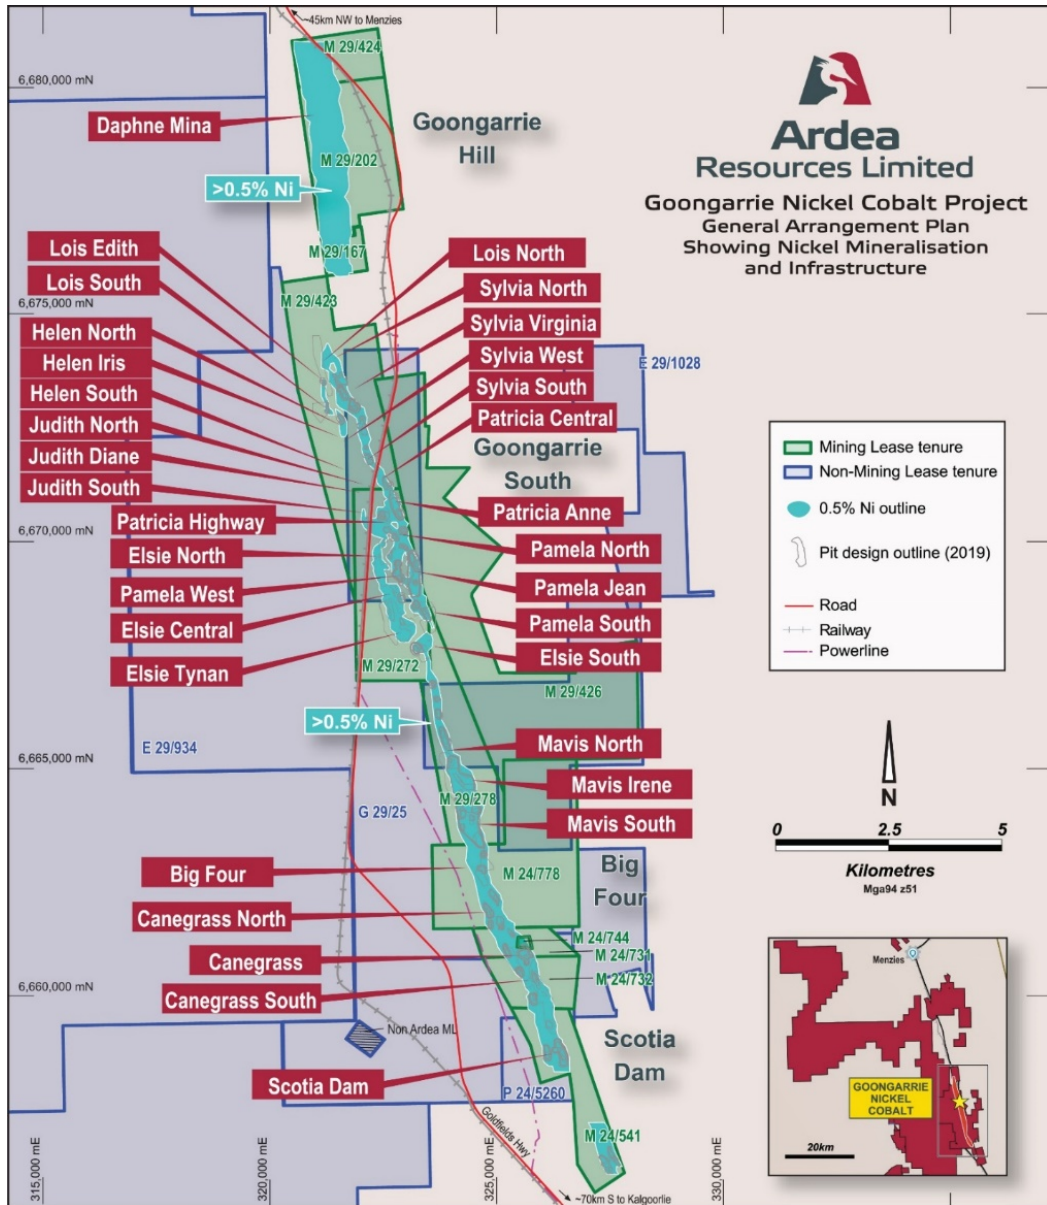 ~45km NW to Menzies
M 29/424
6,680,000 mN
Daphne Mina
Goongarrie
Hill
M 29/202
>0.5% Ni
Ardea
Resources Limited
Goongarrie Nickel Cobalt Project
General Arrangement Plan
Showing Nickel Mineralisation
and Infrastructure
M 29/167
Lois Edith
Lois South
Helen North
Helen Iris
Helen South
Judith North
Judith Diane
Judith South
Patricia Highway
Elsie North
Pamela West
Elsie Central
Elsie Tynan
6,675,000 mN
M 29/423
Lois North
Sylvia North
Sylvia Virginia
Sylvia West
Sylvia South
Patricia Central
E 29/1028
Goongarrie
South
Patricia Anne
Pamela North
Pamela Jean
Pamela South
Elsie South
6,670,000 mN
M 29/272
M 29/426
>0.5% Ni
E 29/934
6,665,000 mN
Mavis North
Mavis Irene
M 29/278
Mavis South
G 29/25
Big Four
M 24/778
Big
Four
Canegrass North
M 24/744
M 24/731
Canegrass
M 24/732
Canegrass South
6,660,000 mN
Non Ardea ML
Scotia
Dam
Scotia Dam
P 24/5260
M 24/541
Goldfields Hwy
~70km S to Kalgoorlie
315,000 mE
320,000 mE
325,000 mE
330,000 mE
Mining Lease tenure
Non-Mining Lease tenure
0.5% Ni outline
Pit design outline (2019)
Road
Railway
Powerline
N
0 2.5 5
Kilometres
Mga94 z51
Menzies
GOONGARRIE
NICKEL
COBALT
20km